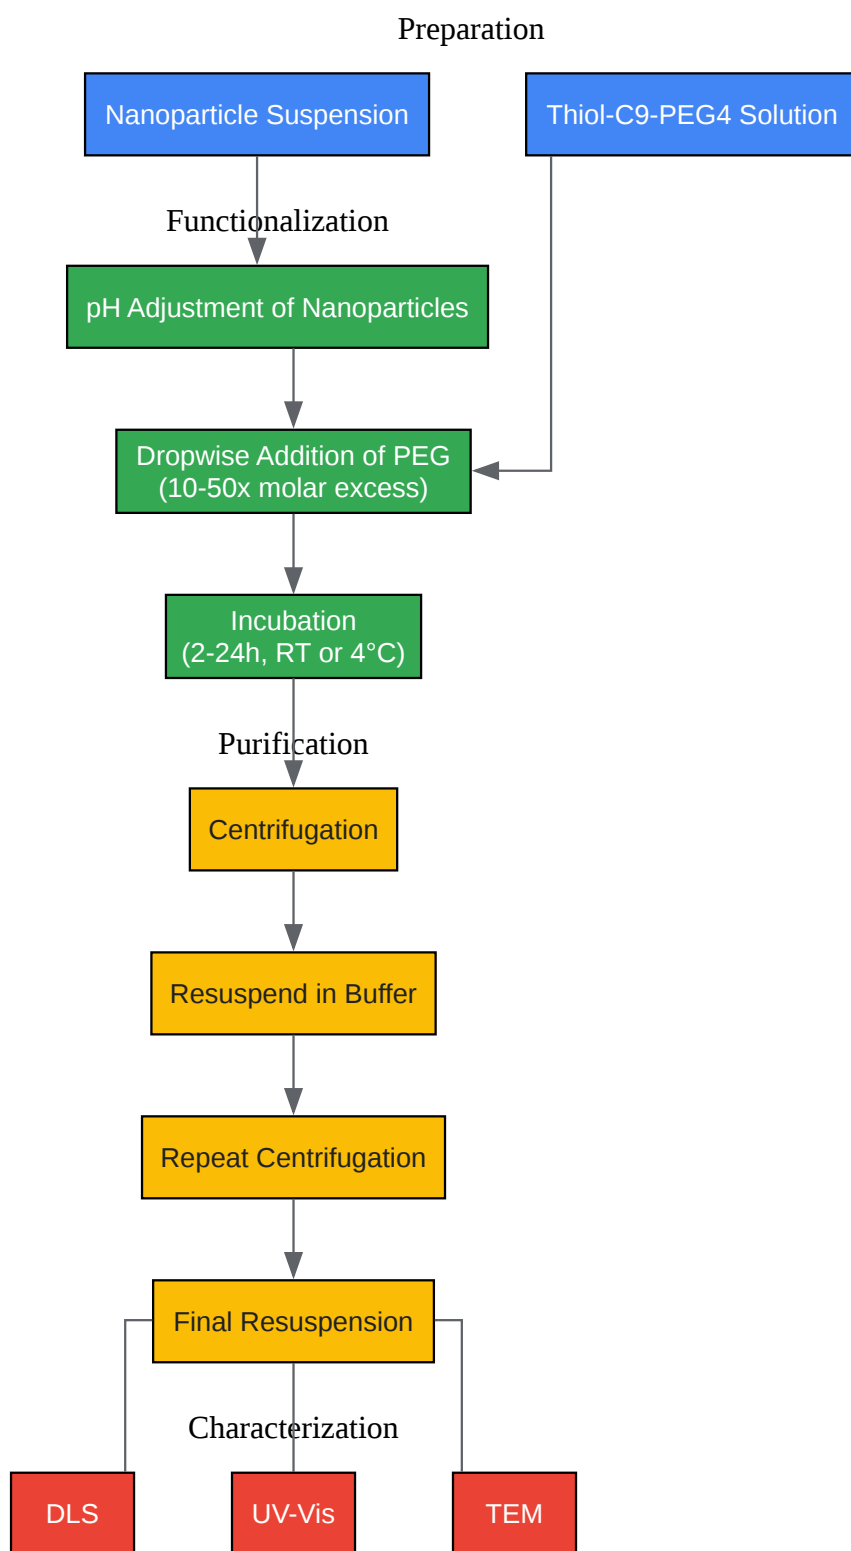 Preparation
Nanoparticle Suspension
Thiol-C9-PEG4 Solution
Functionalization
pH Adjustment of Nanoparticles
Dropwise Addition of PEG
(10-50x molar excess)
Incubation
(2-24h, RT or 4°C)
Purification
Centrifugation
Resuspend in Buffer
Repeat Centrifugation
Final Resuspension
Characterization
DLS
UV-Vis
TEM